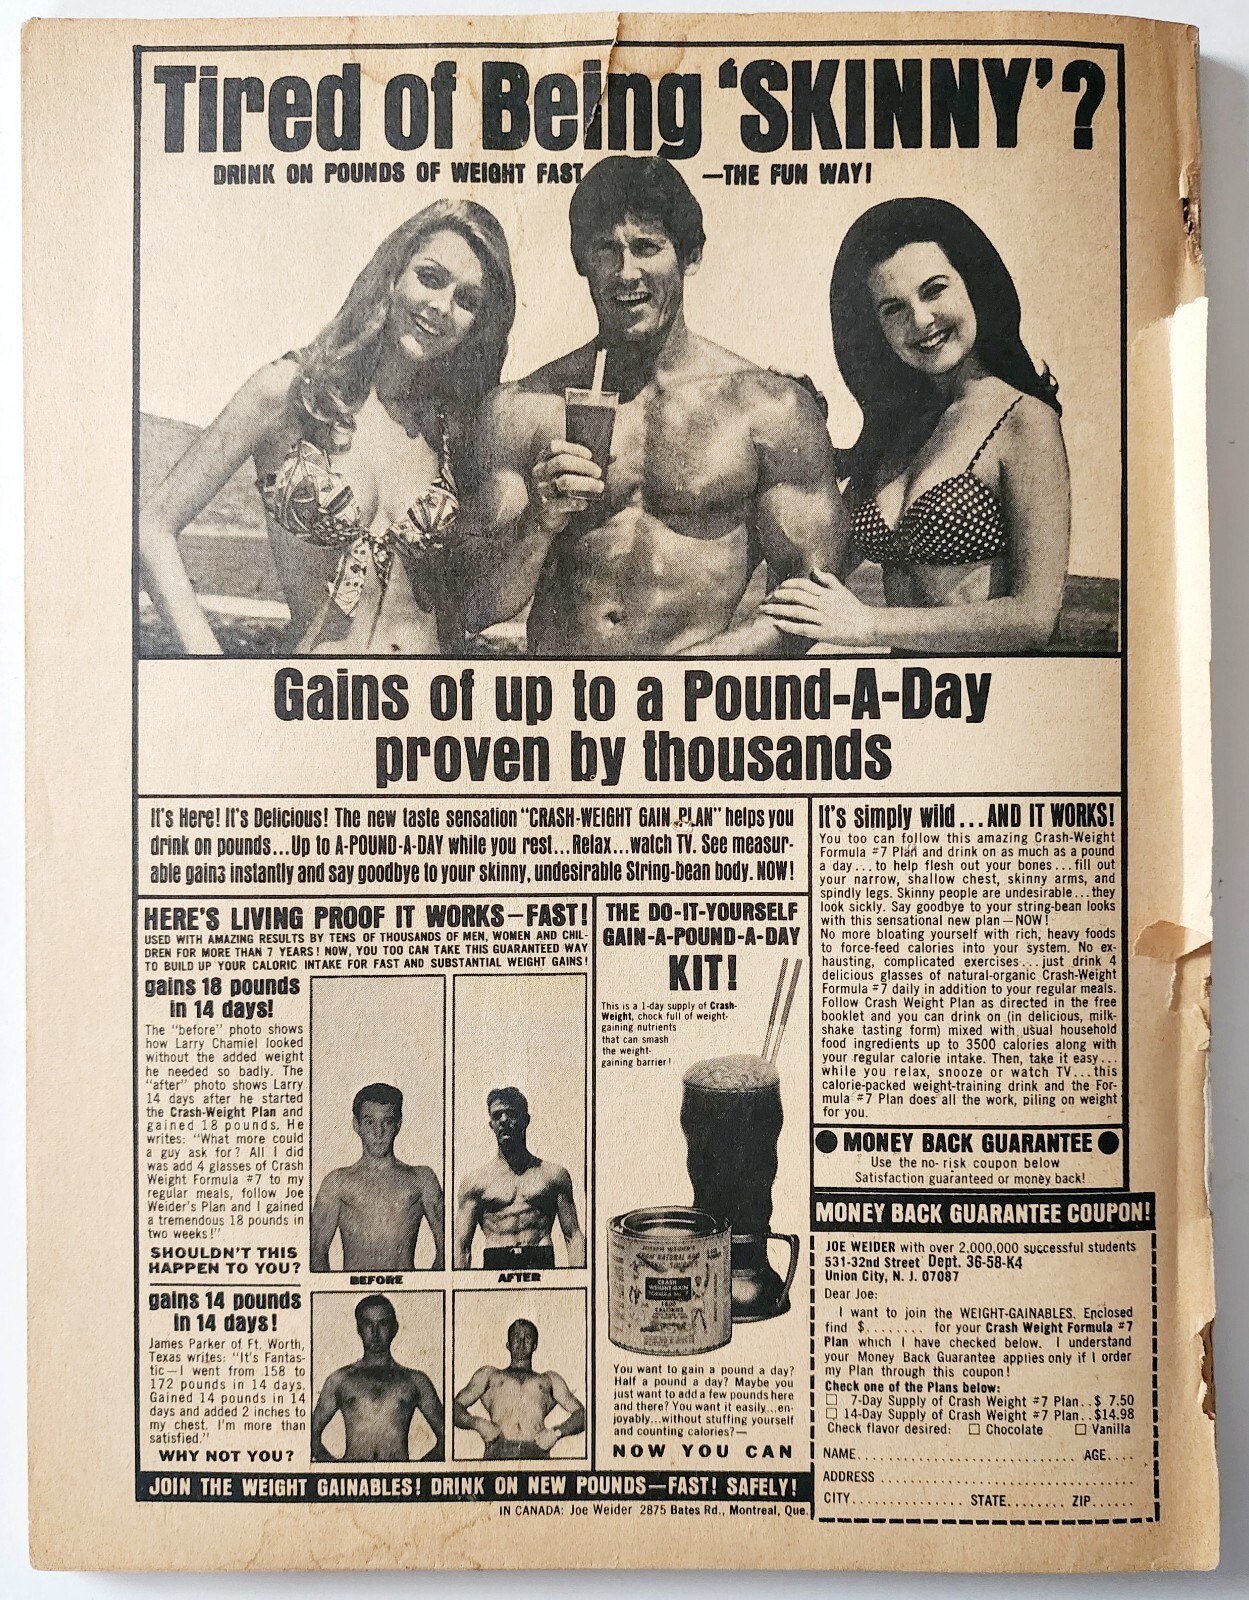 Tired of Being 'SKINNY'?
DRINK ON POUNDS OF WEIGHT FAST
—THE FUN WAY!
Gains of up to a Pound-A-Day
proven by thousands
It's Here! It's Delicious! The new taste sensation "CRASH-WEIGHT GAIN PLAN" helps you
drink on pounds...Up to A-POUND-A-DAY while you rest...Relax...watch TV. See measur-
able gains instantly and say goodbye to your skinny, undesirable String-bean body. NOW!
HERE'S LIVING PROOF IT WORKS—FAST!
USED WITH AMAZING RESULTS BY TENS OF THOUSANDS OF MEN, WOMEN AND CHIL-
DREN FOR MORE THAN 7 YEARS! NOW, YOU TOO CAN TAKE THIS GUARANTEED WAY
TO BUILD UP YOUR CALORIC INTAKE FOR FAST AND SUBSTANTIAL WEIGHT GAINS!
gains 18 pounds
in 14 days!
The "before" photo shows
how Larry Chamiel looked
without the added weight
he needed so badly. The
"after" photo shows Larry
14 days after he started
the Crash-Weight Plan and
gained 18 pounds. He
writes: "What more could
a guy ask for? All I did
was add 4 glasses of Crash
Weight Formula #7 to my
regular meals, follow Joe
Weider's Plan and I gained
a tremendous 18 pounds in
two weeks!"
SHOULDN'T THIS
HAPPEN TO YOU?
BEFORE
AFTER
gains 14 pounds
in 14 days!
James Parker of Ft. Worth,
Texas writes: "It's Fantas-
tic—I went from 158 to
172 pounds in 14 days.
Gained 14 pounds in 14
days and added 2 inches to
my chest. I'm more than
satisfied."
WHY NOT YOU?
THE DO-IT-YOURSELF
GAIN-A-POUND-A-DAY
KIT!
This is a 1-day supply of Crash-
Weight, chock full of weight-
gaining nutrients
that can smash
the weight-
gaining barrier!
CRASH
WEIGHT-GAIN
You want to gain a pound a day?
Half a pound a day? Maybe you
just want to add a few pounds here
and there? You want it easily...en-
joyably...without stuffing yourself
and counting calories?—
NOW YOU CAN
JOIN THE WEIGHT GAINABLES! DRINK ON NEW POUNDS—FAST! SAFELY!
IN CANADA: Joe Weider 2875 Bates Rd., Montreal, Que.
It's simply wild...AND IT WORKS!
You too can follow this amazing Crash-Weight
Formula #7 Plan and drink on as much as a pound
a day...to help flesh out your bones...fill out
your narrow, shallow chest, skinny arms, and
spindly legs. Skinny people are undesirable...they
look sickly. Say goodbye to your string-bean looks
with this sensational new plan—NOW!
No more bloating yourself with rich, heavy foods
to force-feed calories into your system. No ex-
hausting, complicated exercises...just drink 4
delicious glasses of natural-organic Crash-Weight
Formula #7 daily in addition to your regular meals.
Follow Crash Weight Plan as directed in the free
booklet and you can drink on (in delicious, milk-
shake tasting form) mixed with usual household
food ingredients up to 3500 calories along with
your regular calorie intake. Then, take it easy...
while you relax, snooze or watch TV...this
calorie-packed weight-training drink and the For-
mula #7 Plan does all the work, piling on weight
for you.
● MONEY BACK GUARANTEE ●
Use the no-risk coupon below
Satisfaction guaranteed or money back!
MONEY BACK GUARANTEE COUPON!
JOE WEIDER with over 2,000,000 successful students
531-32nd Street Dept. 36-58-K4
Union City, N. J. 07087
Dear Joe:
I want to join the WEIGHT-GAINABLES. Enclosed
find $........ for your Crash Weight Formula #7
Plan which I have checked below. I understand
your Money Back Guarantee applies only if I order
my Plan through this coupon!
Check one of the Plans below:
□ 7-Day Supply of Crash Weight #7 Plan..$ 7.50
□ 14-Day Supply of Crash Weight #7 Plan..$14.98
Check flavor desired: □ Chocolate □ Vanilla
NAME................................ AGE....
ADDRESS ................................
CITY.............. STATE........ ZIP......